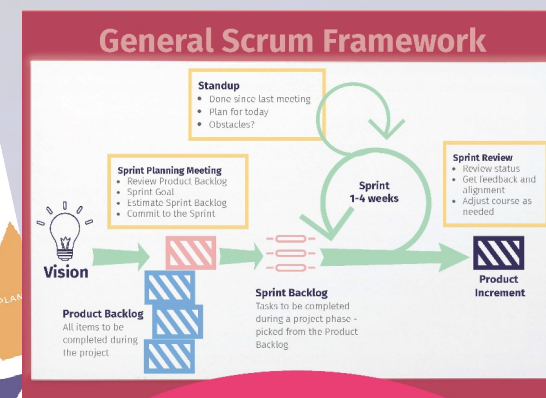 General Scrum Framework
Standup
• Done since last meeting
• Plan for today
• Obstacles?
Sprint Planning Meeting
• Review Product Backlog
• Sprint Goal
• Estimate Sprint Backlog
• Commit to the Sprint
Sprint
1-4 weeks
Sprint Review
• Review status
• Get feedback and
alignment
• Adjust course as
needed
Vision
Product Backlog
All items to be
completed during
the project
Sprint Backlog
Tasks to be completed
during a project phase -
picked from the Product
Backlog
Product
Increment
PLAN